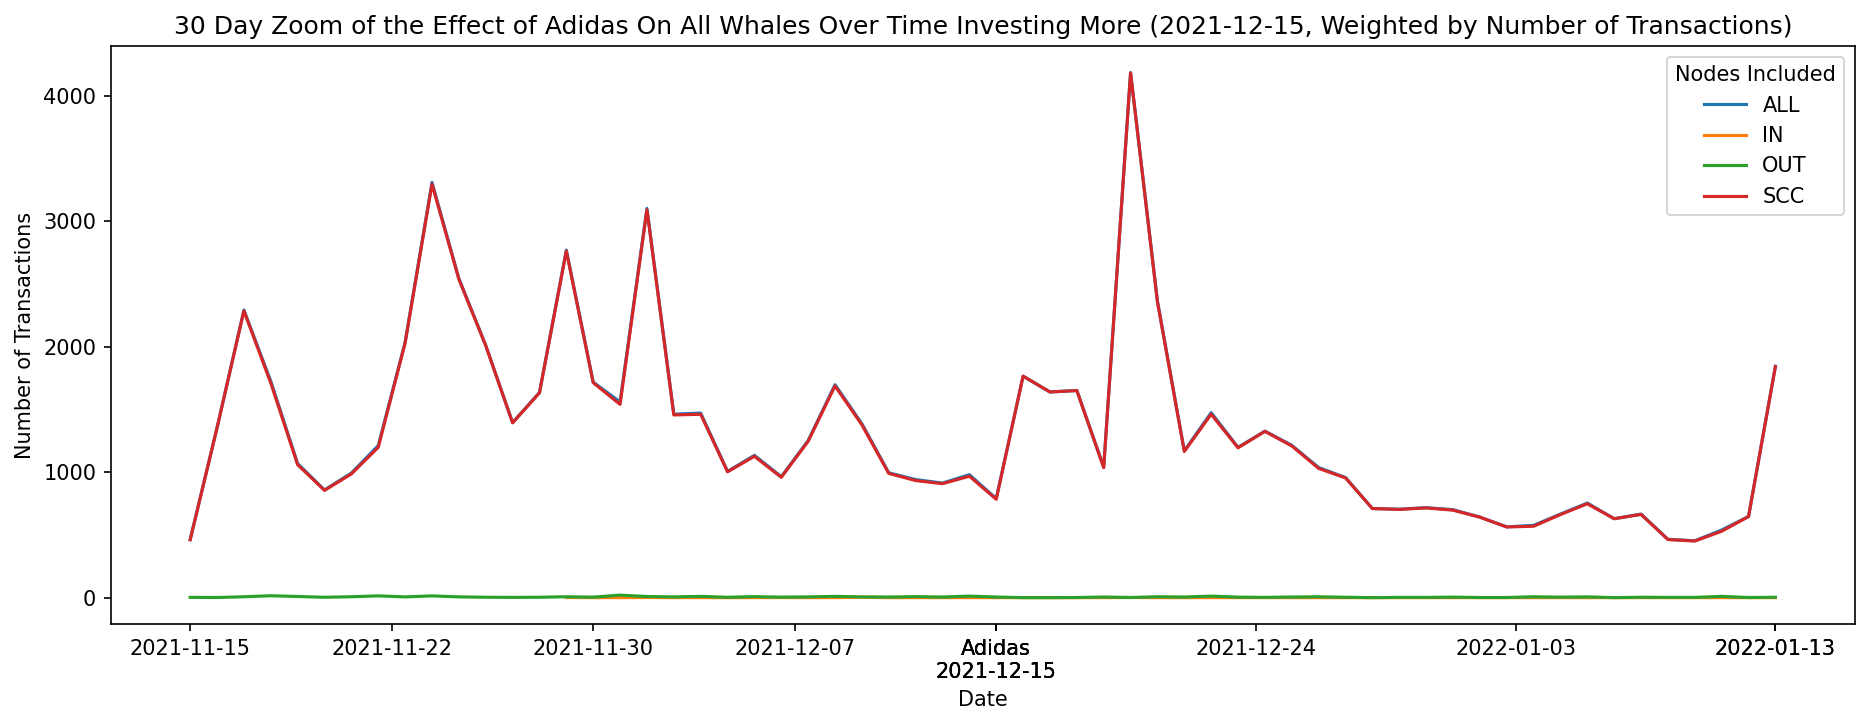 30 Day Zoom of the Effect of Adidas On All Whales Over Time Investing More (2021-12-15, Weighted by Number of Transactions)
Nodes Included
ALL
IN
OUT
SCC
Number of Transactions
4000
3000
2000
1000
0
2021-11-15
2021-11-22
2021-11-30
2021-12-07
Adidas
2021-12-15
2021-12-24
2022-01-03
2022-01-13
Date